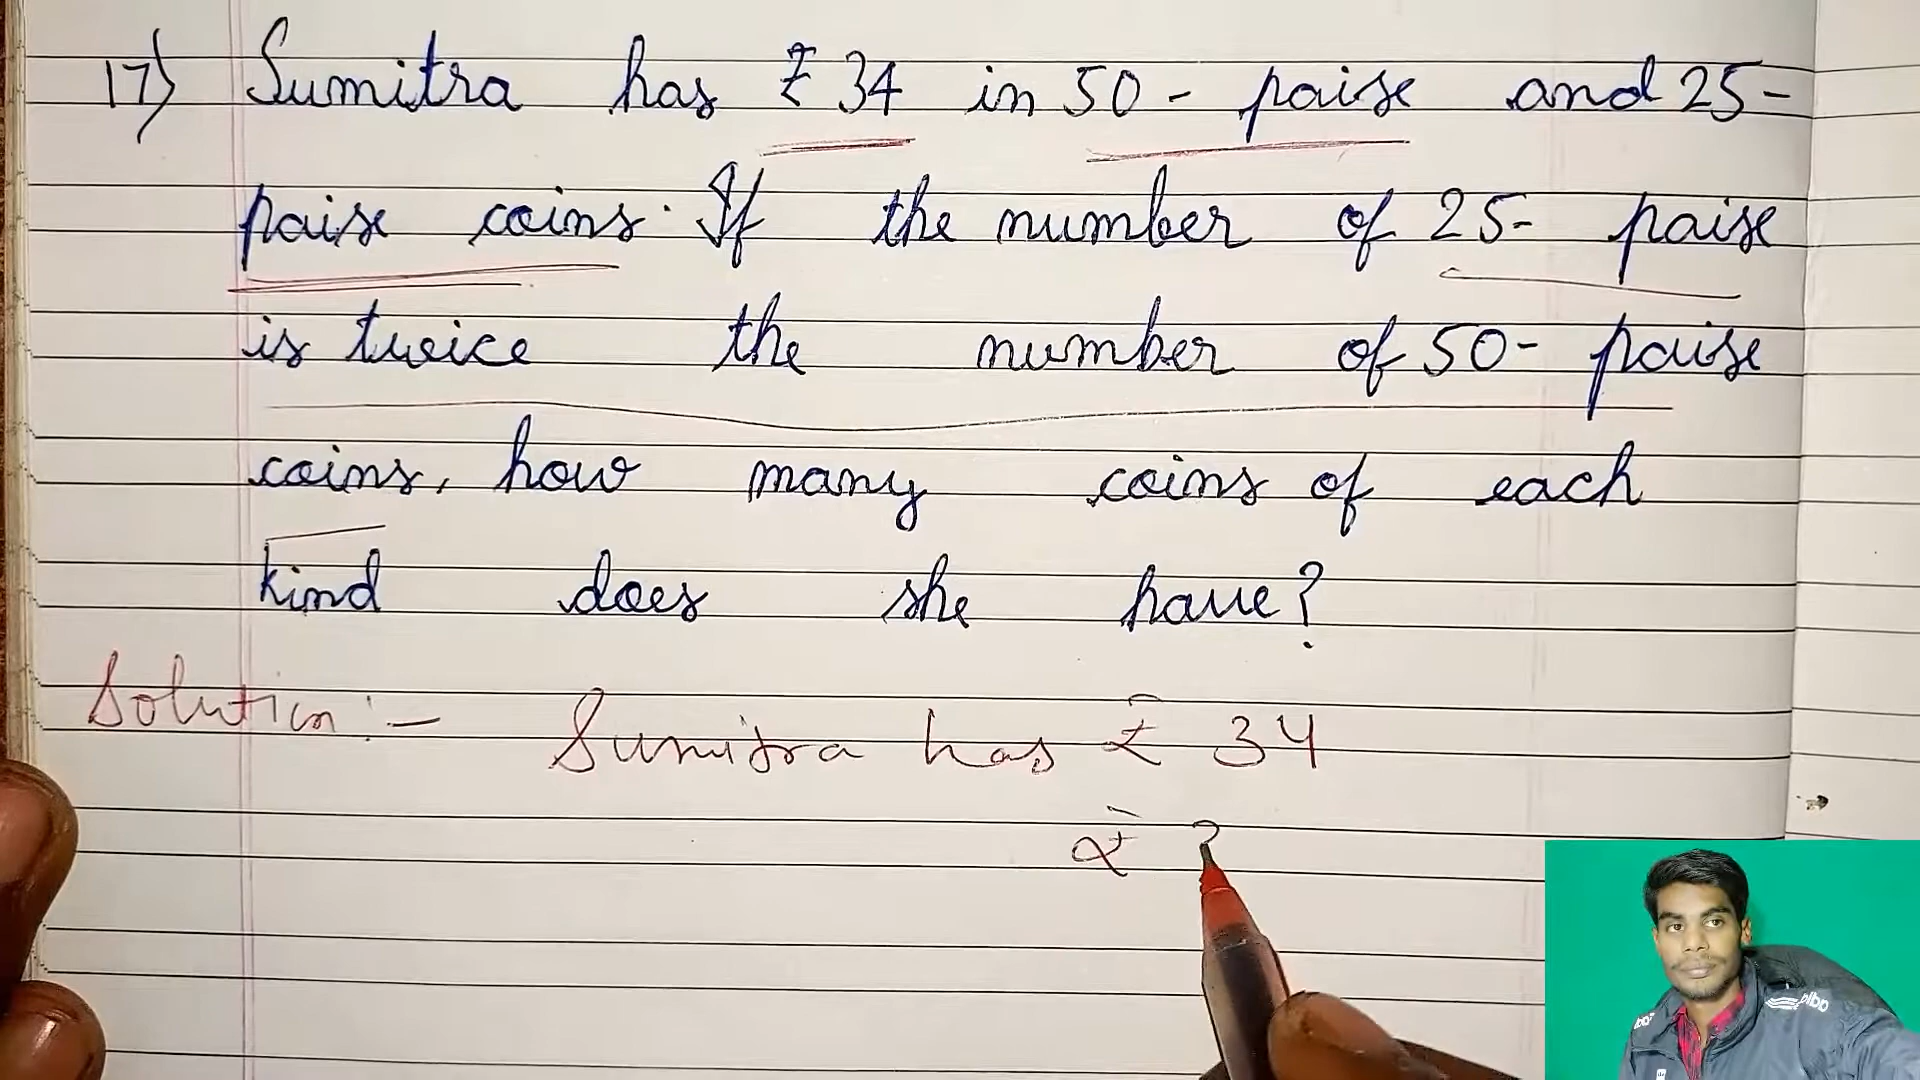 17) Sumitra has ₹ 34 in 50 - paise and 25 -
paise coins. If the number of 25 - paise
is twice the number of 50 - paise
coins, how many coins of each
kind does she have?
Solution :- Sumitra has ₹ 34
₹ 3